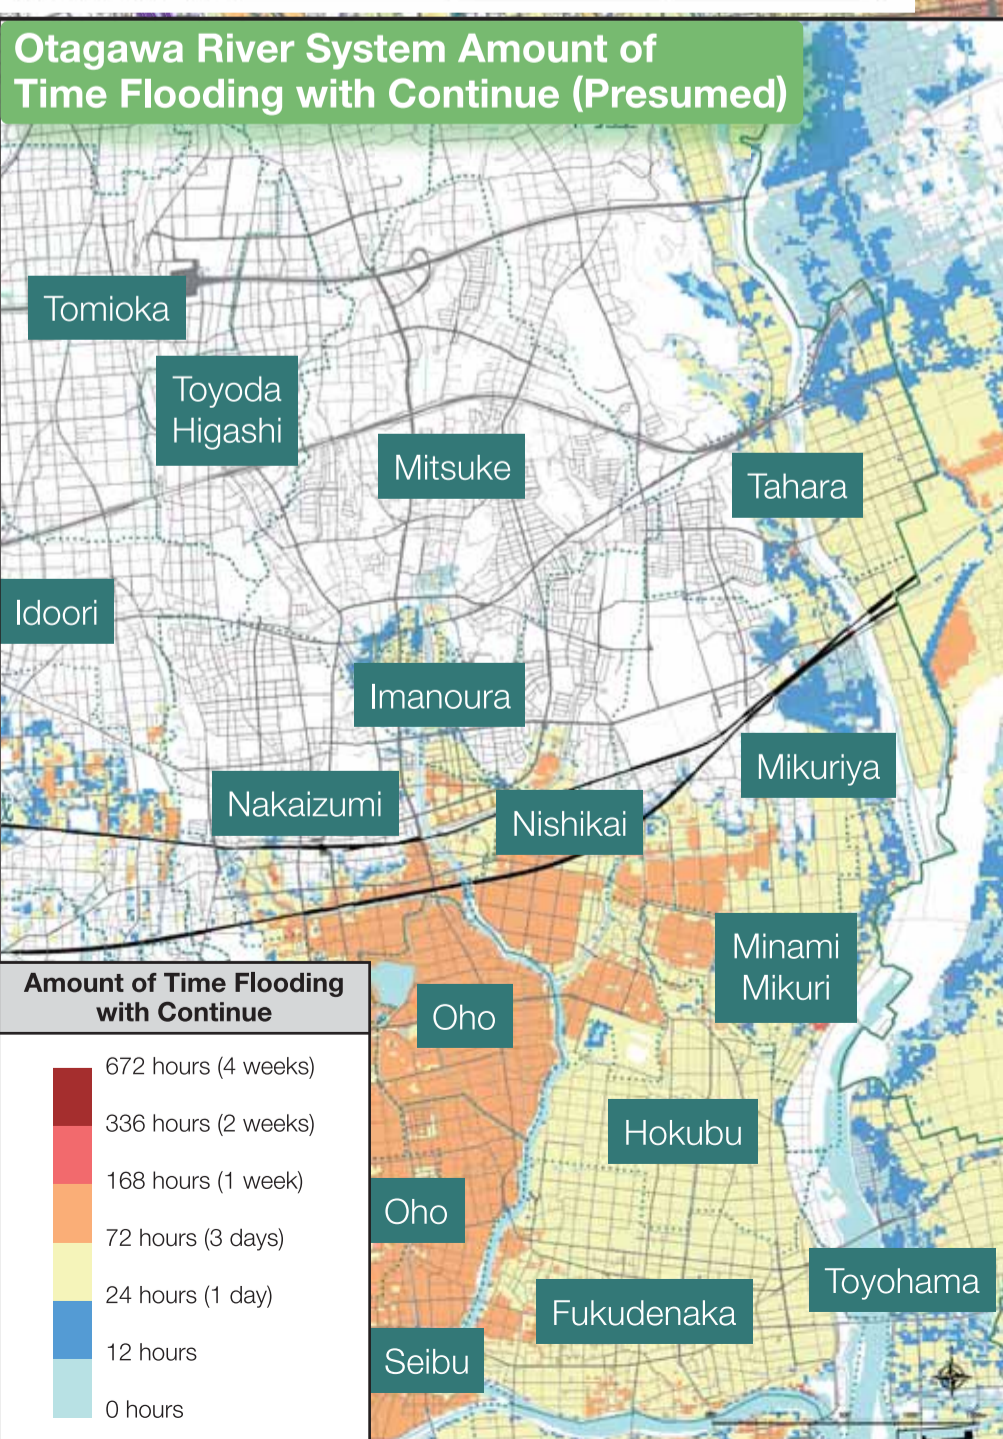 Otagawa River System Amount of
Time Flooding with Continue (Presumed)
Tomioka
Toyoda
Higashi
Mitsuke
Tahara
Idoori
Imanoura
Mikuriya
Nakaizumi
Nishikai
Minami
Mikuri
Oho
Hokubu
Oho
Toyohama
Fukudenaka
Seibu
Amount of Time Flooding
with Continue
672 hours (4 weeks)
336 hours (2 weeks)
168 hours (1 week)
72 hours (3 days)
24 hours (1 day)
12 hours
0 hours